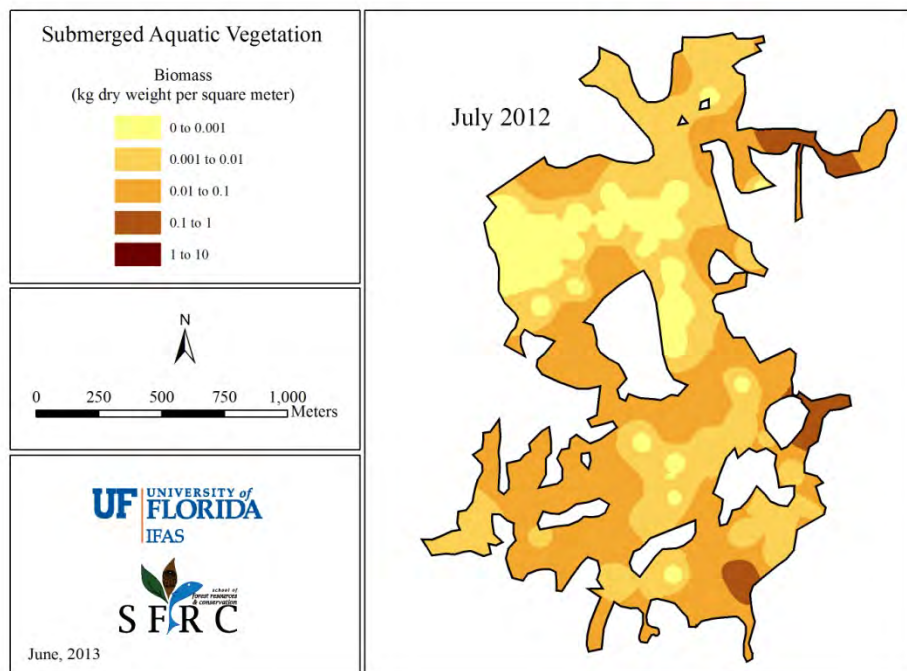 Submerged Aquatic Vegetation
Biomass
(kg dry weight per square meter)
0 to 0.001
0.001 to 0.01
0.01 to 0.1
0.1 to 1
1 to 10
N
0 250 500 750 1,000
Meters
UF UNIVERSITY of
FLORIDA
IFAS
school of
forest resources
& conservation
SFRC
June, 2013
July 2012